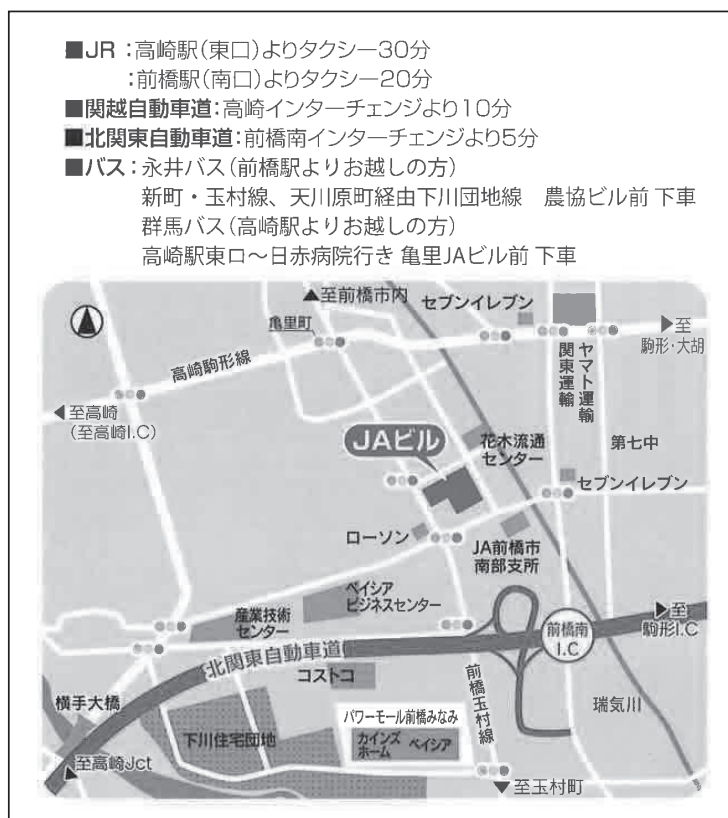 ■JR：高崎駅（東口）よりタクシー30分
：前橋駅（南口）よりタクシー20分
■関越自動車道：高崎インターチェンジより10分
■北関東自動車道：前橋南インターチェンジより5分
■バス：永井バス（前橋駅よりお越しの方）
新町・玉村線、天川原町経由下川団地線　農協ビル前 下車
群馬バス（高崎駅よりお越しの方）
高崎駅東口～日赤病院行き 亀里JAビル前 下車
▲至前橋市内
セブンイレブン
亀里町
▶至
駒形・大胡
高崎駒形線
関東運輸
ヤマト運輸
◀至高崎
（至高崎I.C）
JAビル
花木流通
センター
第七中
セブンイレブン
ローソン
JA前橋市
南部支所
ベイシア
ビジネスセンター
産業技術
センター
▶至
駒形I.C
前橋南
I.C
北関東自動車道
コストコ
前橋玉村線
瑞気川
横手大橋
パワーモール前橋みなみ
下川住宅団地
カインズ
ホーム
ベイシア
▲至高崎Jct
▼至玉村町